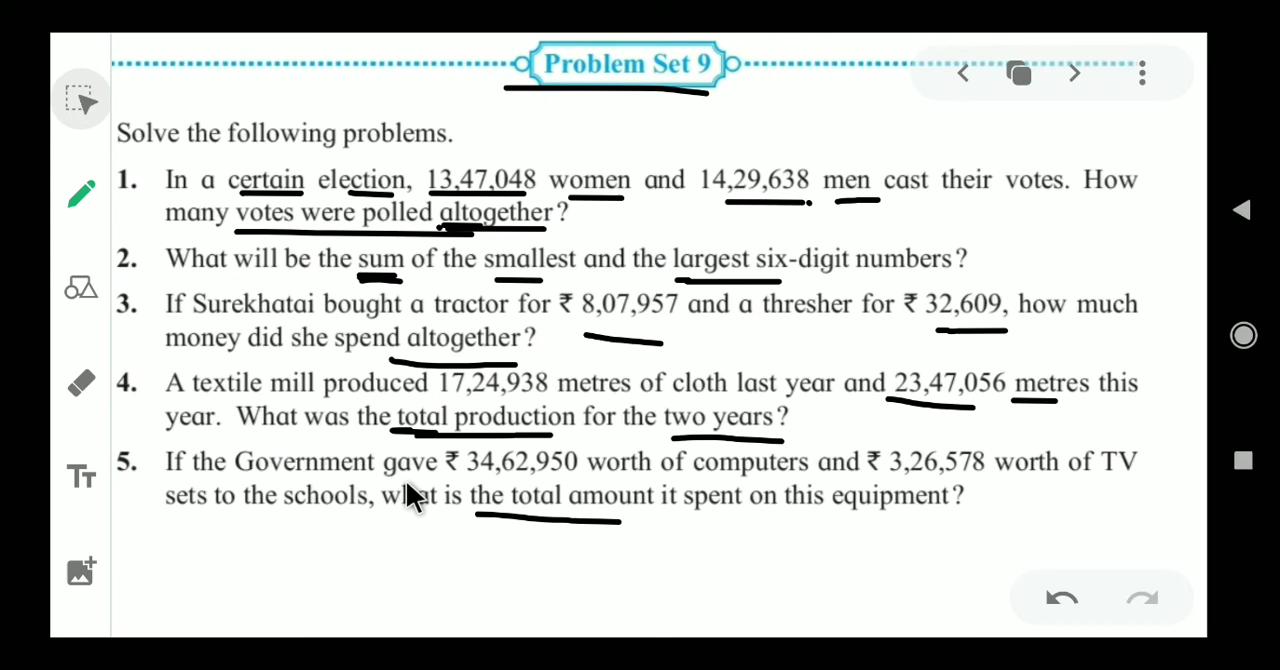 Problem Set 9
Solve the following problems.
1. In a certain election, 13,47,048 women and 14,29,638 men cast their votes. How
many votes were polled altogether?
2. What will be the sum of the smallest and the largest six-digit numbers?
3. If Surekhatai bought a tractor for ₹ 8,07,957 and a thresher for ₹ 32,609, how much
money did she spend altogether?
4. A textile mill produced 17,24,938 metres of cloth last year and 23,47,056 metres this
year. What was the total production for the two years?
5. If the Government gave ₹ 34,62,950 worth of computers and ₹ 3,26,578 worth of TV
sets to the schools, what is the total amount it spent on this equipment?
TT